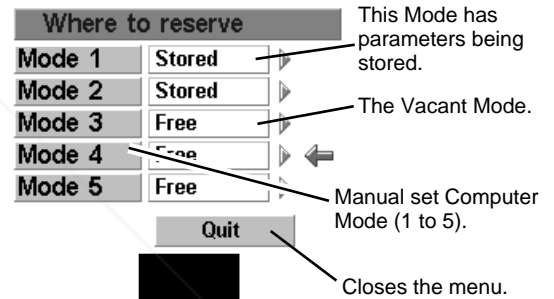 Where to reserve
This Mode has
parameters being
stored.
Mode 1 Stored
Mode 2 Stored
Mode 3 Free
The Vacant Mode.
Mode 4 Free
Mode 5 Free
Manual set Computer
Mode (1 to 5).
Quit
Closes the menu.